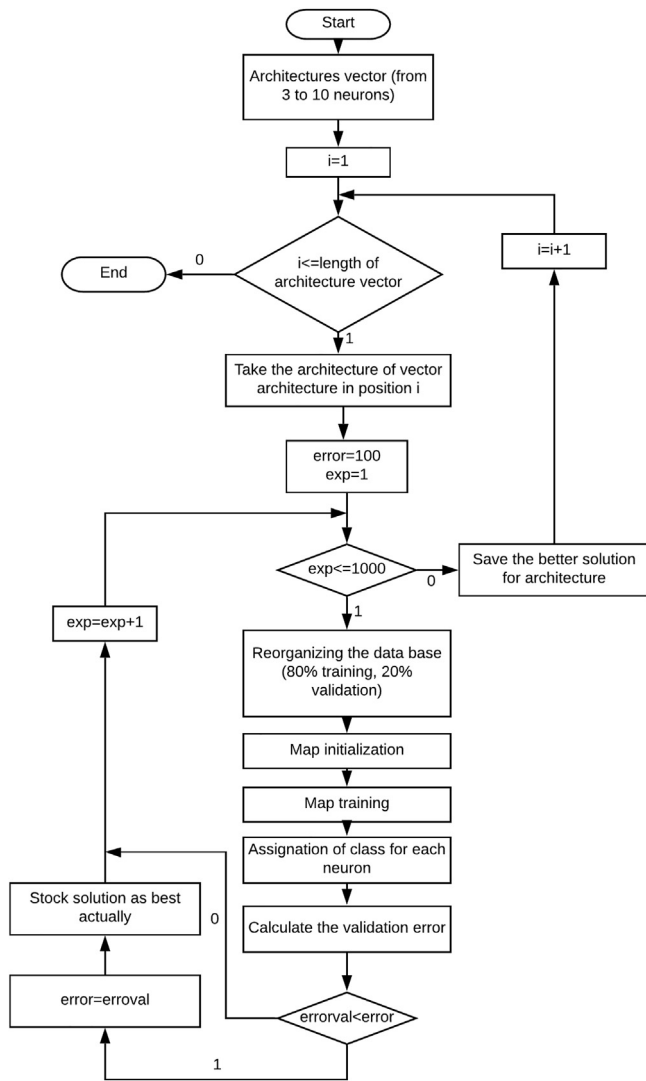 Start
Architectures vector (from
3 to 10 neurons)
i=1
i<=length of
architecture vector
0
End
i=i+1
1
Take the architecture of vector
architecture in position i
error=100
exp=1
exp<=1000
0
Save the better solution
for architecture
1
exp=exp+1
Reorganizing the data base
(80% training, 20%
validation)
Map initialization
Map training
Assignation of class for each
neuron
Stock solution as best
actually
0
Calculate the validation error
error=erroval
errorval<error
1